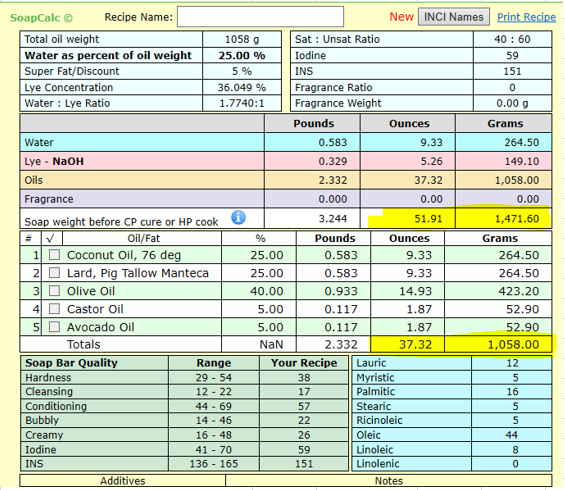 SoapCalc © Recipe Name: New INCI Names Print Recipe
Total oil weight 1058 g Sat : Unsat Ratio 40 : 60
Water as percent of oil weight 25.00 % Iodine 59
Super Fat/Discount 5 % INS 151
Lye Concentration 36.049 % Fragrance Ratio 0
Water : Lye Ratio 1.7740:1 Fragrance Weight 0.00 g
Pounds Ounces Grams
Water 0.583 9.33 264.50
Lye - NaOH 0.329 5.26 149.10
Oils 2.332 37.32 1,058.00
Fragrance 0.000 0.00 0.00
Soap weight before CP cure or HP cook i 3.244 51.91 1,471.60
# √ Oil/Fat % Pounds Ounces Grams
1 Coconut Oil, 76 deg 25.00 0.583 9.33 264.50
2 Lard, Pig Tallow Manteca 25.00 0.583 9.33 264.50
3 Olive Oil 40.00 0.933 14.93 423.20
4 Castor Oil 5.00 0.117 1.87 52.90
5 Avocado Oil 5.00 0.117 1.87 52.90
Totals NaN 2.332 37.32 1,058.00
Soap Bar Quality Range Your Recipe Lauric 12
Hardness 29 - 54 38 Myristic 5
Cleansing 12 - 22 17 Palmitic 16
Conditioning 44 - 69 57 Stearic 5
Bubbly 14 - 46 22 Ricinoleic 5
Creamy 16 - 48 26 Oleic 44
Iodine 41 - 70 59 Linoleic 8
INS 136 - 165 151 Linolenic 0
Additives Notes